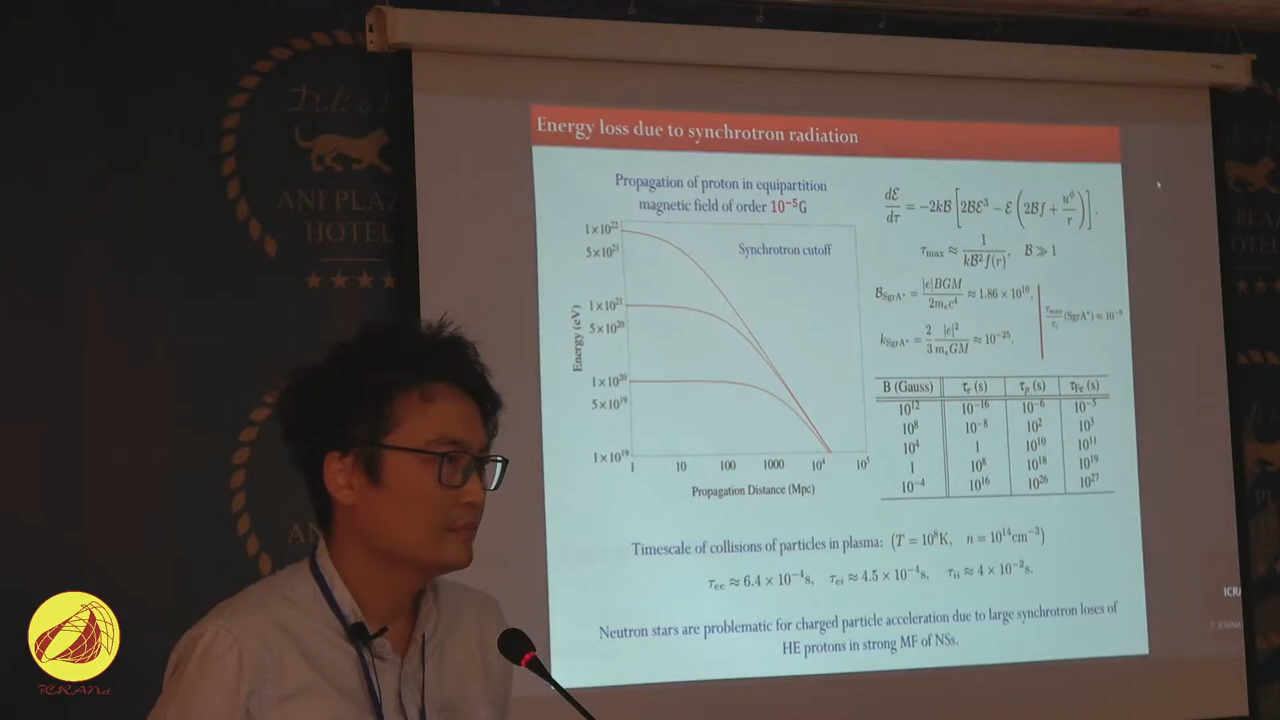 ANEPLAZ
HOTEL
Energy loss due to synchrotron radiation
Propagation of proton in equipartition
magnetic field of order 10⁻⁵G
Synchrotron cutoff
Energy (eV)
1×10²²
5×10²¹
1×10²¹
5×10²⁰
1×10²⁰
5×10¹⁹
1×10¹⁹
1 10 100 1000 10⁴ 10⁵
Propagation Distance (Mpc)
dℰ/dτ = −2kB[2Bℰ³ − ℰ(2Bf + u^ϕ/r)].
τ_max ≈ 1/(kB²f(r)), B ≫ 1
B_SgrA* = |e|BGM/(2m_e c⁴) ≈ 1.86 × 10¹⁰,
k_SgrA* = 2/3 |e|²/(m_e GM) ≈ 10⁻²⁵.
τ_max/τ_c (SgrA*) ≈ 10⁻⁹
B (Gauss) τ_e (s) τ_p (s) τ_Fe (s)
10¹² 10⁻¹⁶ 10⁻⁶ 10⁻⁵
10⁸ 10⁻⁸ 10² 10³
10⁴ 1 10¹⁰ 10¹¹
1 10⁸ 10¹⁸ 10¹⁹
10⁻⁴ 10¹⁶ 10²⁶ 10²⁷
Timescale of collisions of particles in plasma: (T = 10⁸K, n = 10¹⁴cm⁻³)
τ_ee ≈ 6.4 × 10⁻⁴s, τ_ei ≈ 4.5 × 10⁻⁴s, τ_ii ≈ 4 × 10⁻²s.
Neutron stars are problematic for charged particle acceleration due to large synchrotron loses of
HE protons in strong MF of NSs.
ICRA
ICRANet